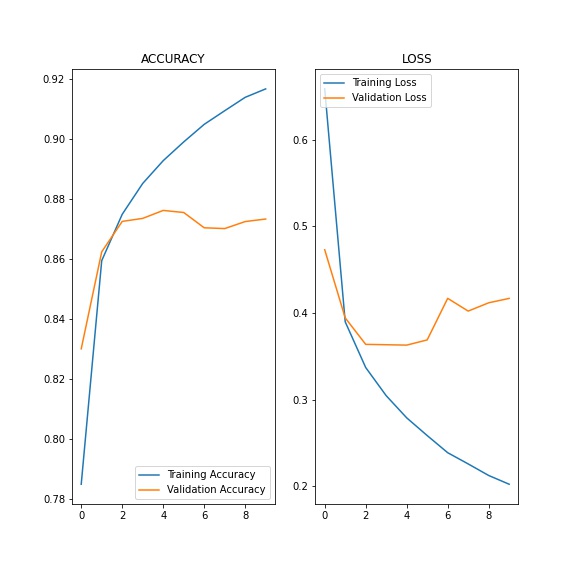 ACCURACY
0.92
0.90
0.88
0.86
0.84
0.82
0.80
0.78
Training Accuracy
Validation Accuracy
0 2 4 6 8
LOSS
Training Loss
Validation Loss
0.6
0.5
0.4
0.3
0.2
0 2 4 6 8